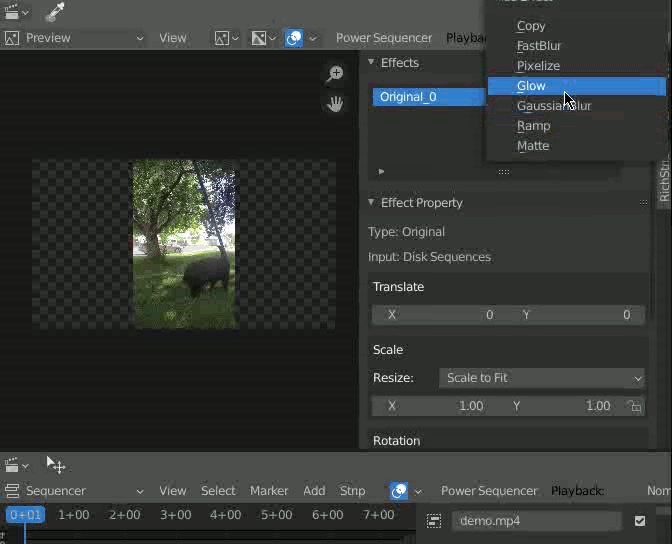 Copy
Preview View Power Sequencer Playba
FastBlur
Effects
Pixelize
Glow
Original_0
GaussianBlur
Ramp
Matte
RichStr
Effect Property
Type: Original
Input: Disk Sequences
Translate
X 0 Y 0
Scale
Resize: Scale to Fit
X 1.00 Y 1.00
Rotation
Sequencer View Select Marker Add Strip Power Sequencer Playback: Nor
0+01 1+00 2+00 3+00 4+00 5+00 6+00 7+00
demo.mp4